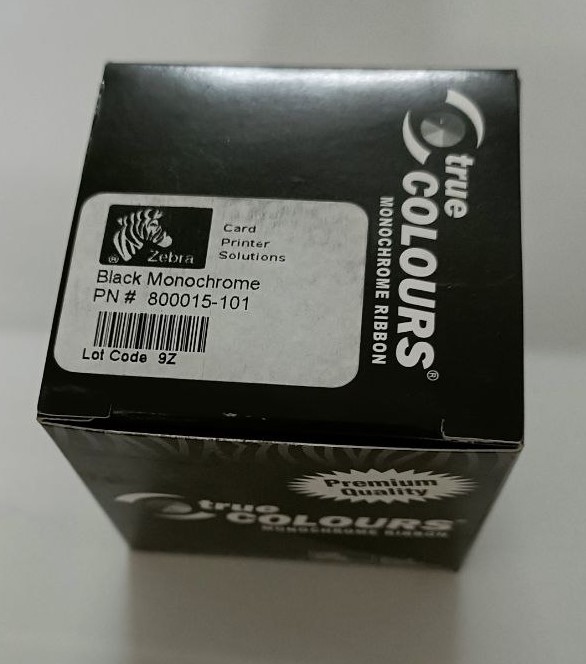 true
COLOURS®
MONOCHROME RIBBON
® Zebra
Card
Printer
Solutions
Black Monochrome
PN # 800015-101
Lot Code 9Z
Premium
Quality
true
COLOURS
MONOCHROME RIBBON